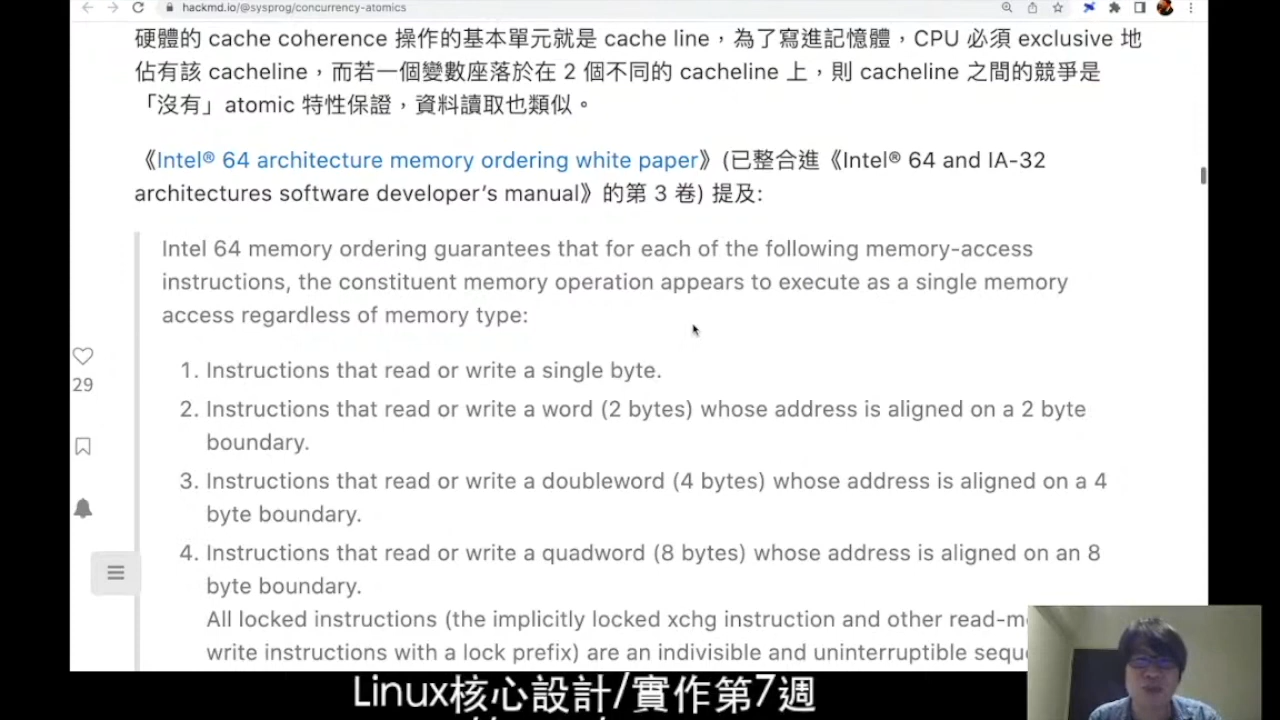 hackmd.io/@sysprog/concurrency-atomics
硬體的 cache coherence 操作的基本單元就是 cache line，為了寫進記憶體，CPU 必須 exclusive 地
佔有該 cacheline，而若一個變數座落於在 2 個不同的 cacheline 上，則 cacheline 之間的競爭是
「沒有」atomic 特性保證，資料讀取也類似。
《Intel® 64 architecture memory ordering white paper》(已整合進《Intel® 64 and IA-32
architectures software developer’s manual》的第 3 卷) 提及:
Intel 64 memory ordering guarantees that for each of the following memory-access
instructions, the constituent memory operation appears to execute as a single memory
access regardless of memory type:
1. Instructions that read or write a single byte.
2. Instructions that read or write a word (2 bytes) whose address is aligned on a 2 byte
boundary.
3. Instructions that read or write a doubleword (4 bytes) whose address is aligned on a 4
byte boundary.
4. Instructions that read or write a quadword (8 bytes) whose address is aligned on an 8
byte boundary.
All locked instructions (the implicitly locked xchg instruction and other
write instructions with a lock prefix) are an indivisible and uninterruptible
29
Linux核心設計/實作第7週